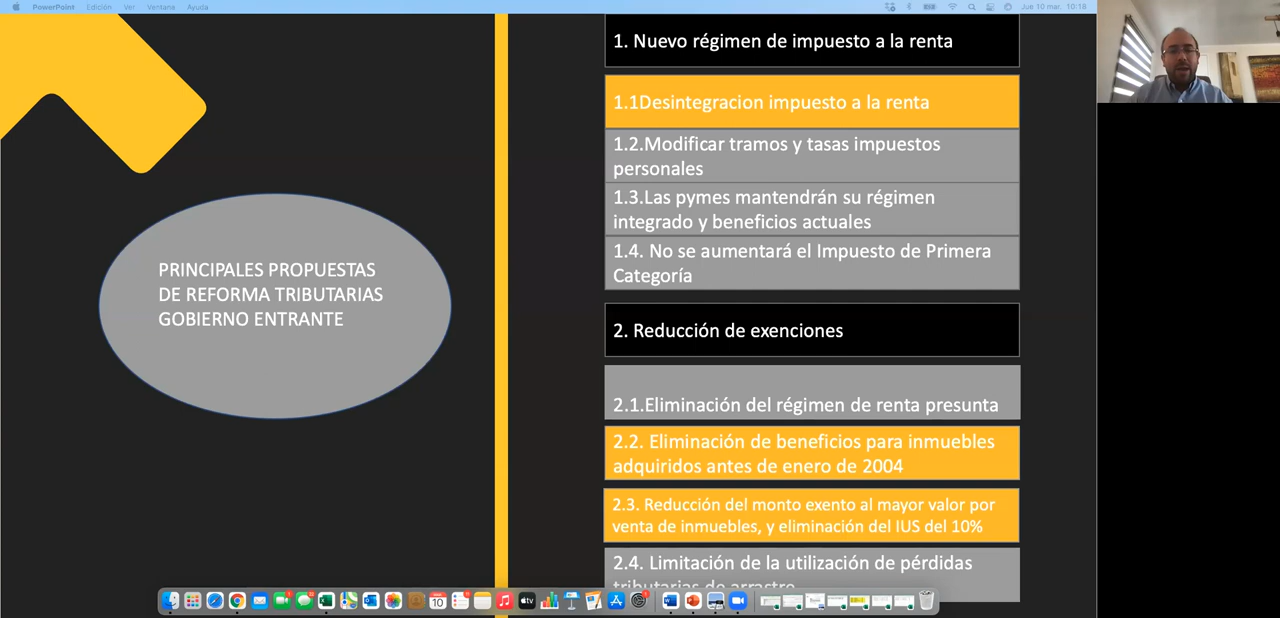 PowerPoint Edición Ver Ventana Ayuda
Jue 10 mar. 10:18
PRINCIPALES PROPUESTAS
DE REFORMA TRIBUTARIAS
GOBIERNO ENTRANTE
1. Nuevo régimen de impuesto a la renta
1.1Desintegracion impuesto a la renta
1.2.Modificar tramos y tasas impuestos
personales
1.3.Las pymes mantendrán su régimen
integrado y beneficios actuales
1.4. No se aumentará el Impuesto de Primera
Categoría
2. Reducción de exenciones
2.1.Eliminación del régimen de renta presunta
2.2. Eliminación de beneficios para inmuebles
adquiridos antes de enero de 2004
2.3. Reducción del monto exento al mayor valor por
venta de inmuebles, y eliminación del IUS del 10%
2.4. Limitación de la utilización de pérdidas
tributarias de arrastre
10
tv